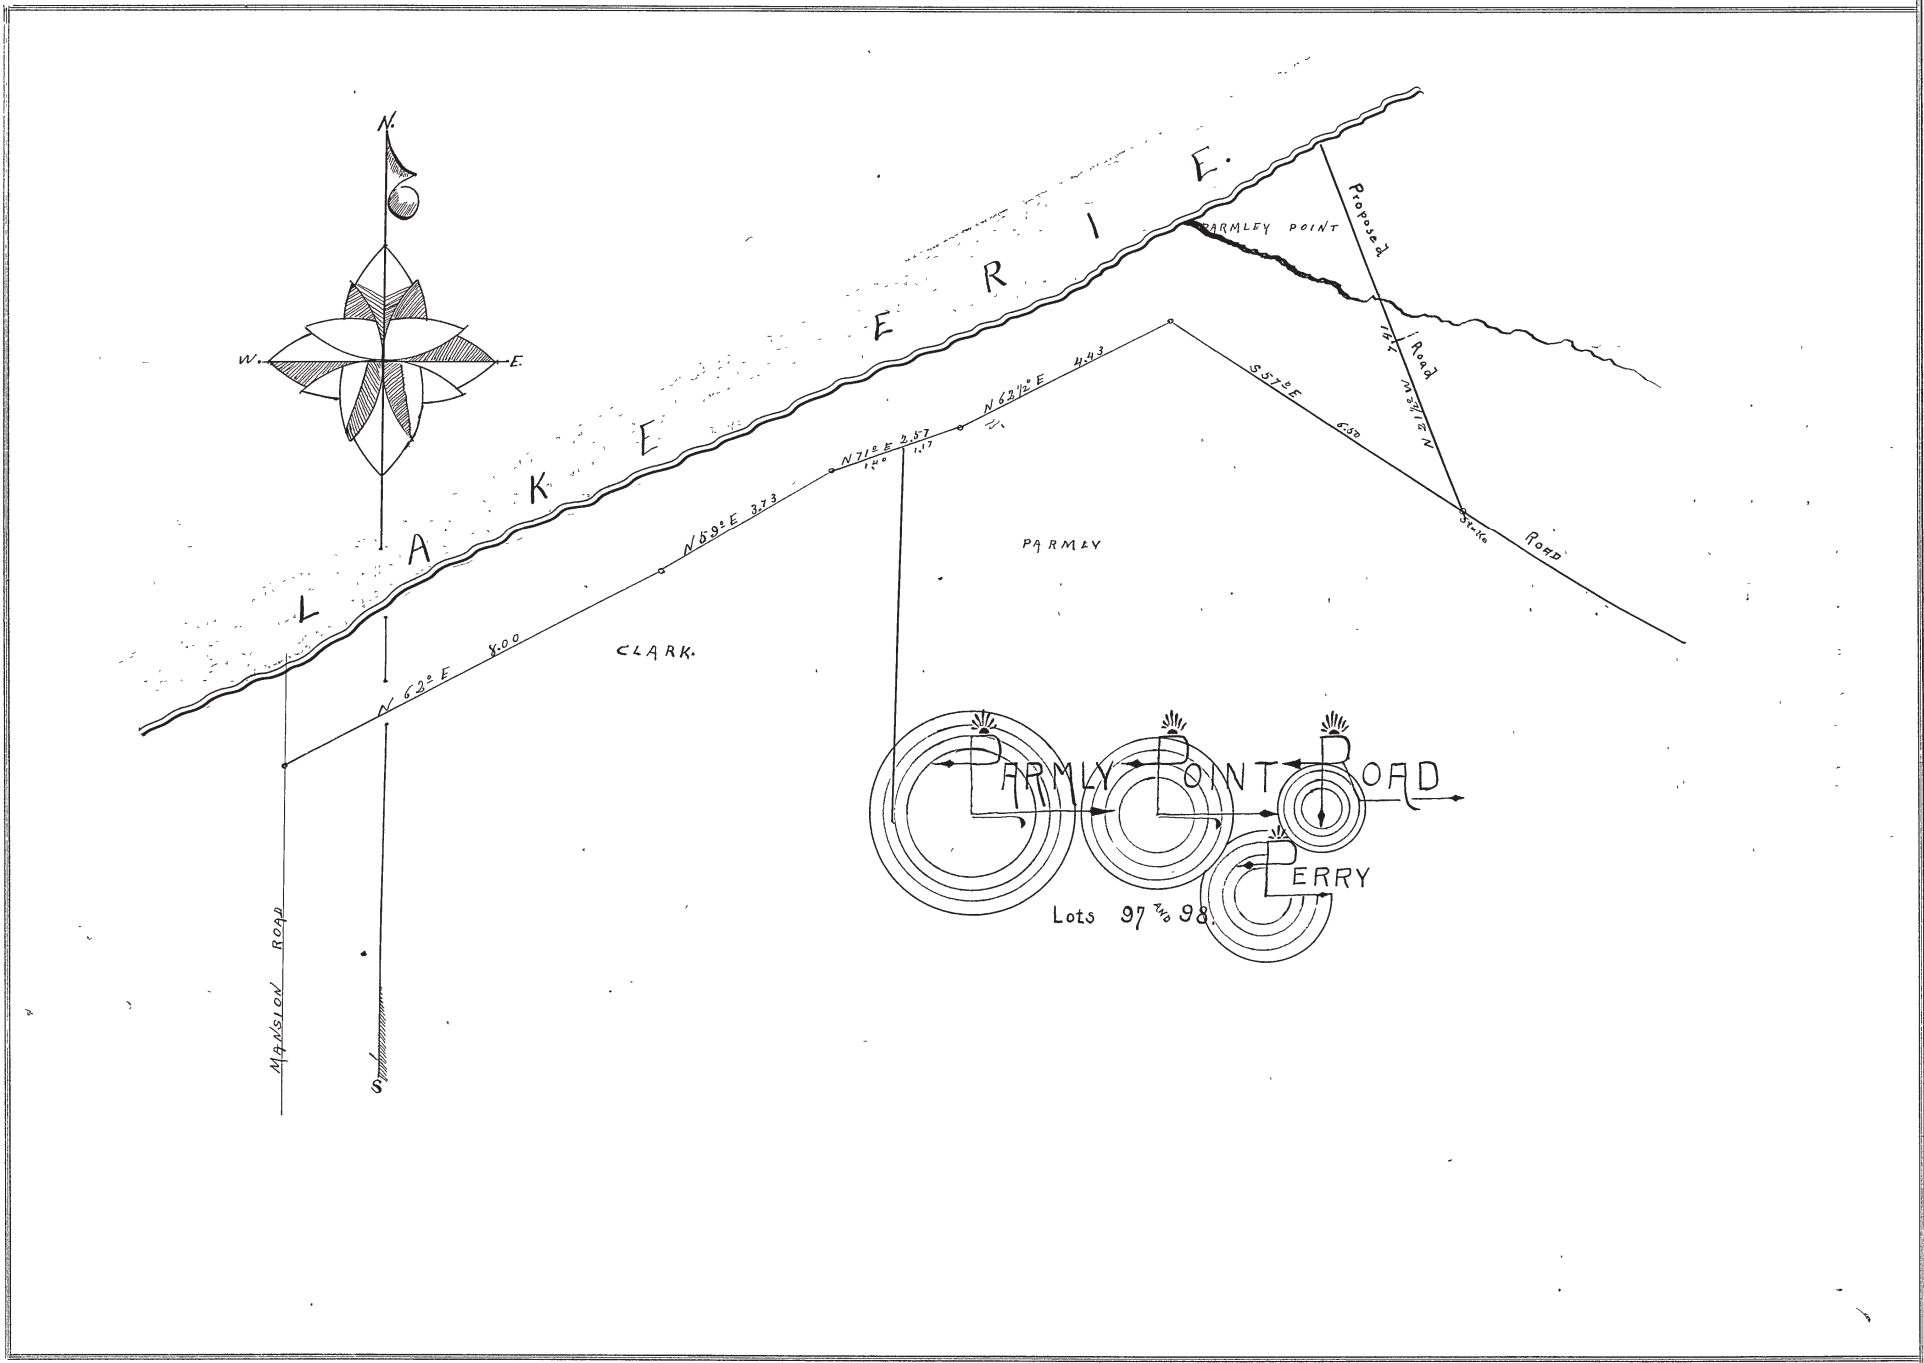 N.
W. E.
S
LAKE ERIE.
PARMLEY POINT
Proposed Road
7.41
N 21½° W
S 57° E 6.50
Stake
ROAD
N 62½° E 4.43
N 71° E 2.57
1.40 1.17
N 59° E 3.73
N 62° E 8.00
PARMLY
CLARK.
MANSION ROAD
PARMLY POINT ROAD
PERRY
Lots 97 AND 98.